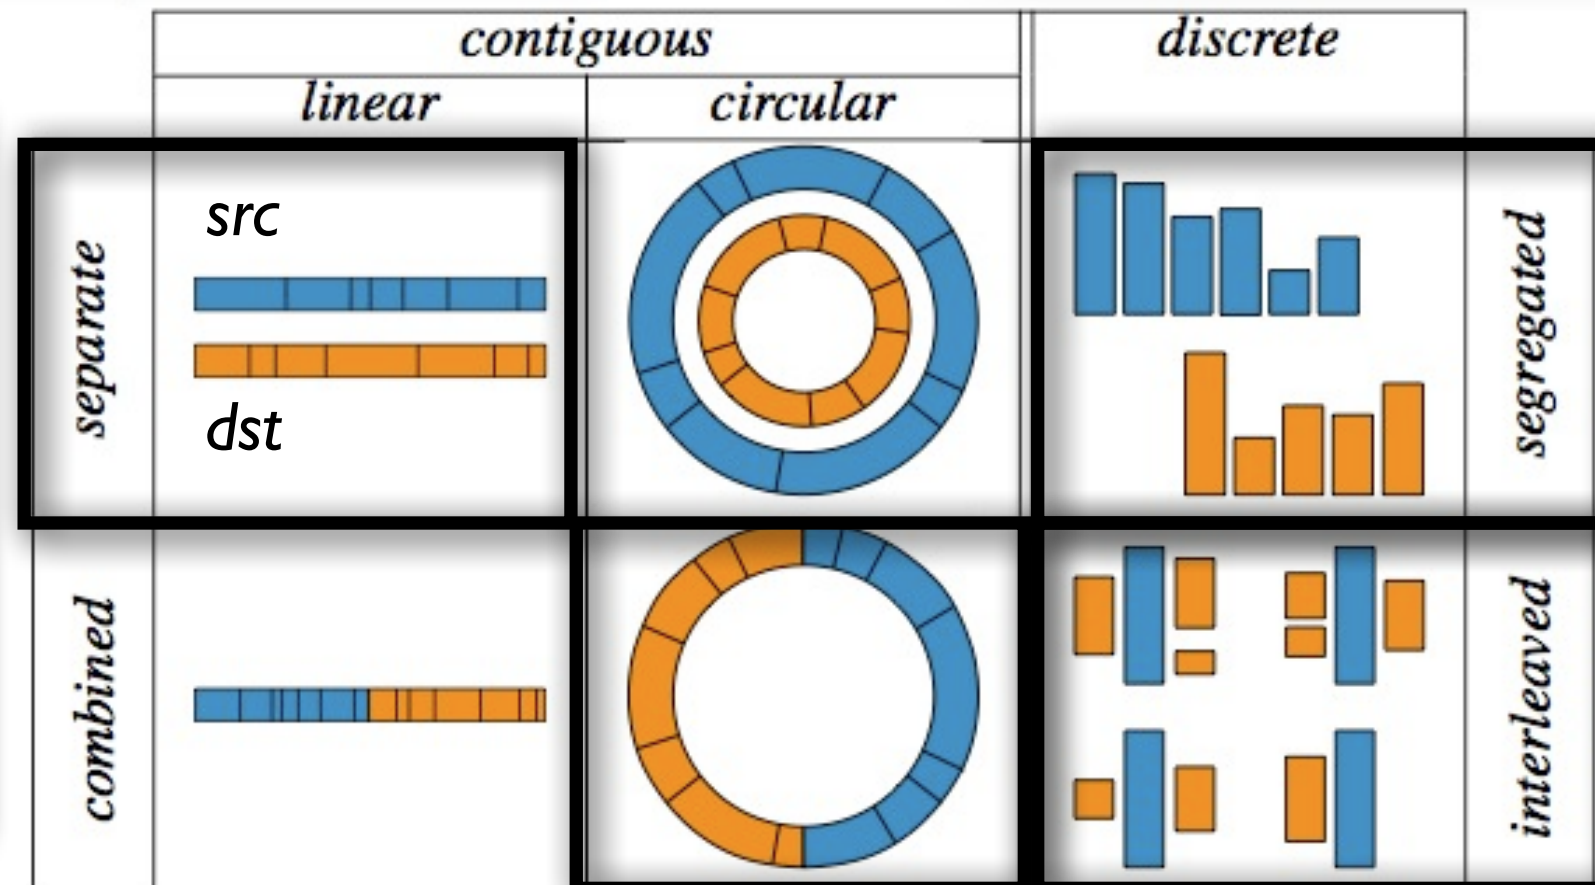 contiguous
discrete
linear
circular
separate
src
dst
segregated
combined
interleaved